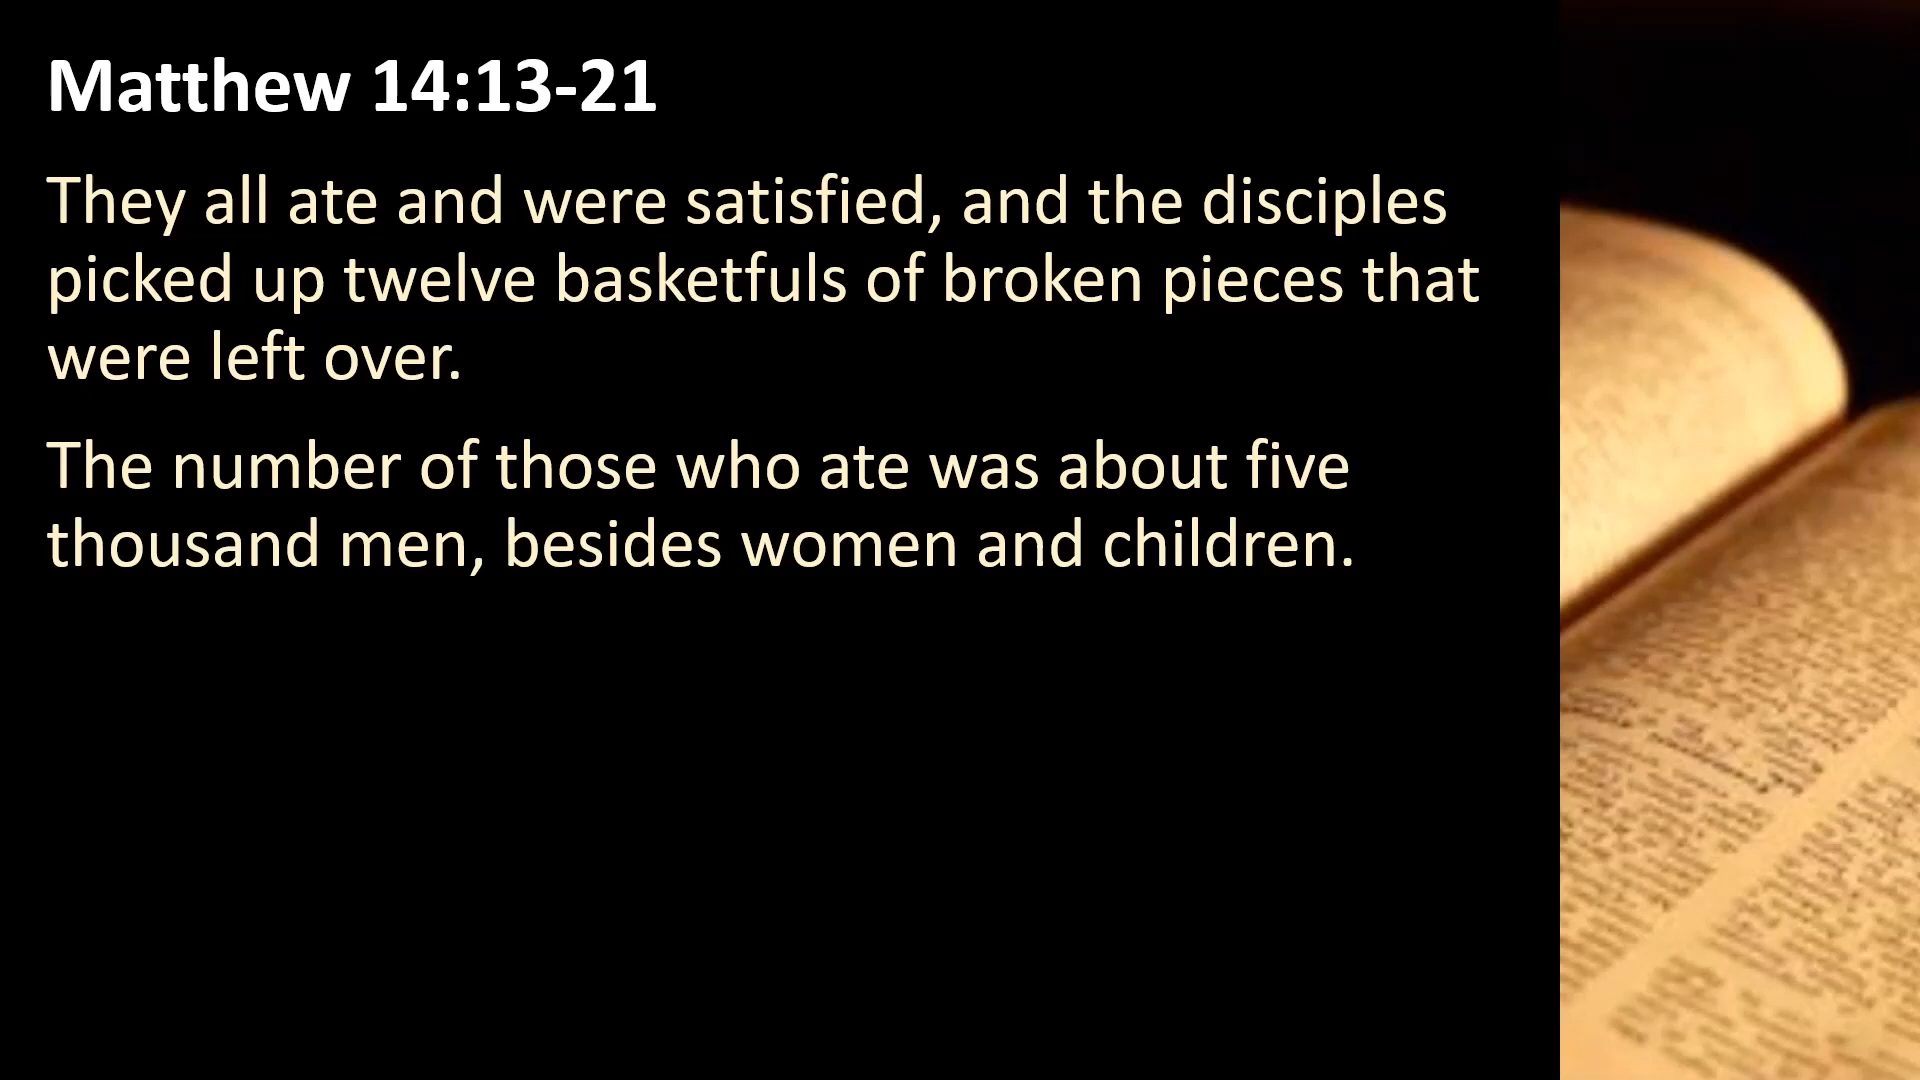 Matthew 14:13-21
They all ate and were satisfied, and the disciples
picked up twelve basketfuls of broken pieces that
were left over.
The number of those who ate was about five
thousand men, besides women and children.